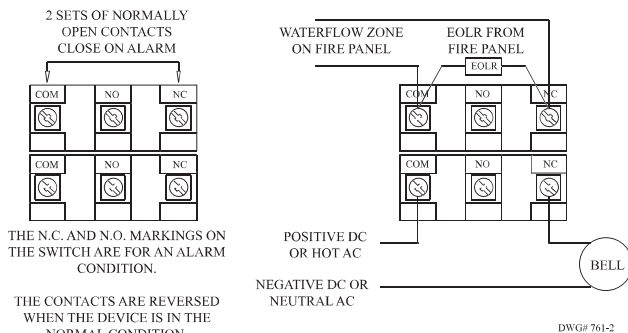 2 SETS OF NORMALLY
OPEN CONTACTS
CLOSE ON ALARM
COM NO NC
COM NO NC
THE N.C. AND N.O. MARKINGS ON
THE SWITCH ARE FOR AN ALARM
CONDITION.
THE CONTACTS ARE REVERSED
WHEN THE DEVICE IS IN THE
NORMAL CONDITION
WATERFLOW ZONE
ON FIRE PANEL
EOLR FROM
FIRE PANEL
EOLR
COM NO NC
COM NO NC
POSITIVE DC
OR HOT AC
NEGATIVE DC OR
NEUTRAL AC
BELL
DWG# 761-2